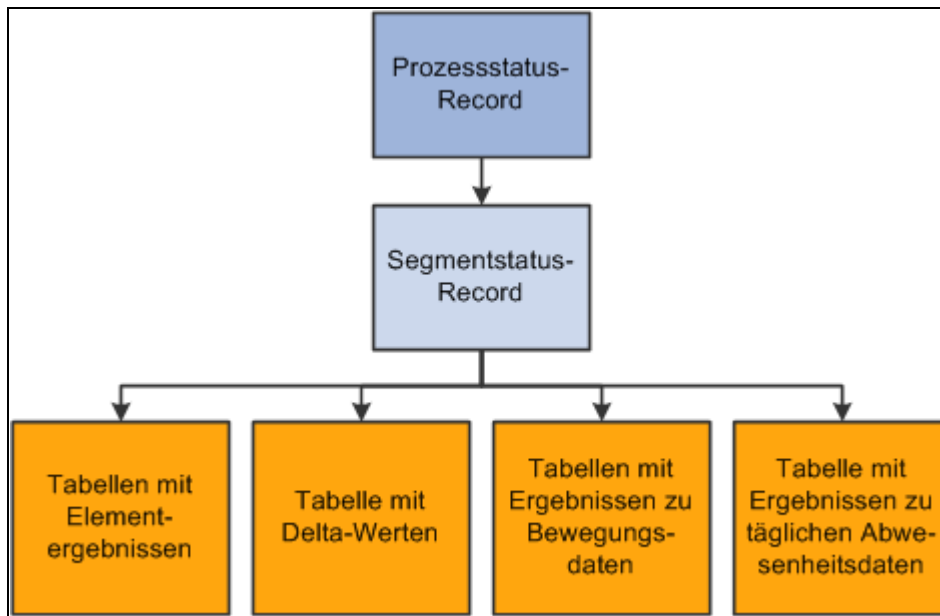 Prozessstatus-
Record
Segmentstatus-
Record
Tabellen mit
Element-
ergebnissen
Tabelle mit
Delta-Werten
Tabellen mit
Ergebnissen zu
Bewegungs-
daten
Tabelle mit
Ergebnissen zu
täglichen Abwe-
senheitsdaten